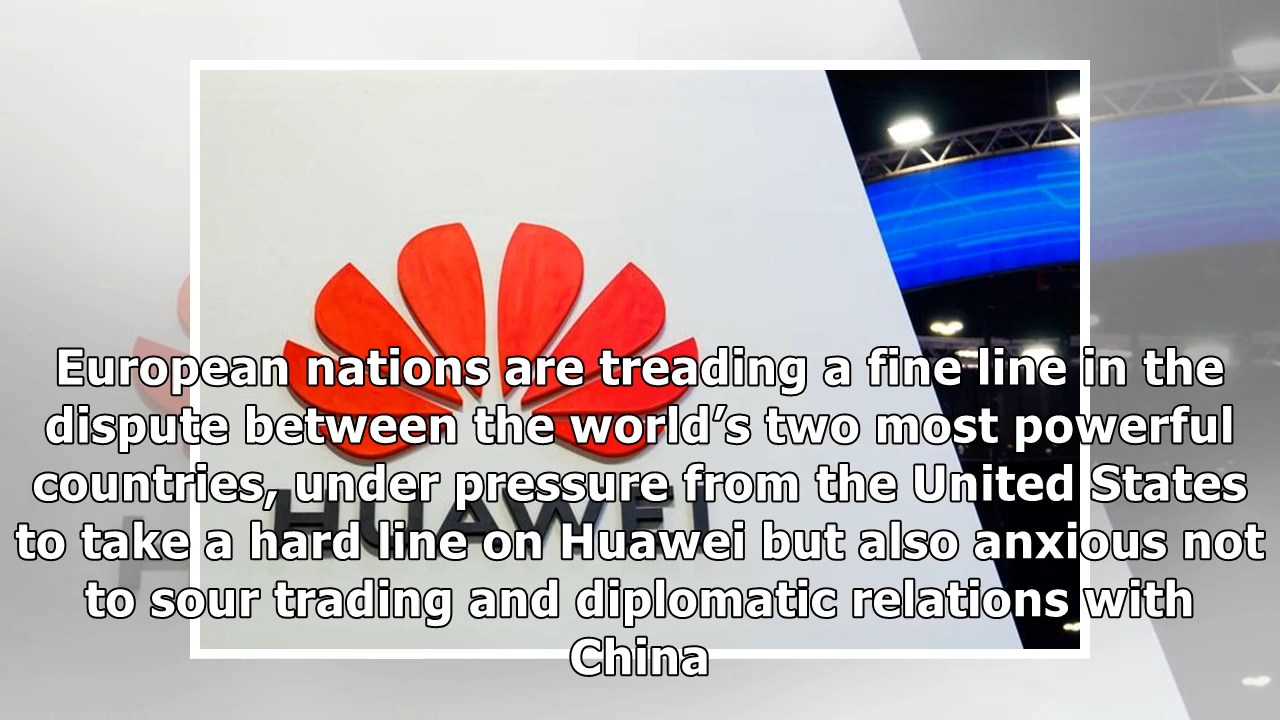 European nations are treading a fine line in the
dispute between the world’s two most powerful
countries, under pressure from the United States
to take a hard line on Huawei but also anxious not
to sour trading and diplomatic relations with
China
HUAWEI